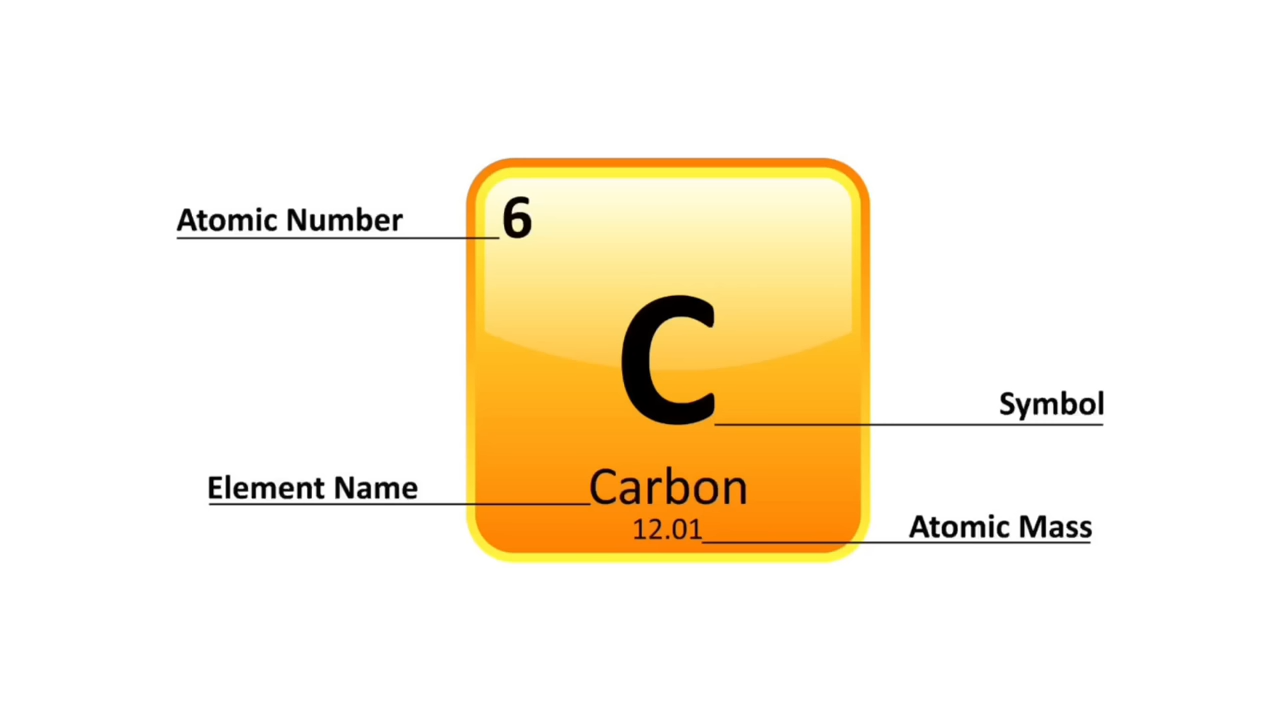 Atomic Number
6
C
Symbol
Element Name
Carbon
12.01
Atomic Mass